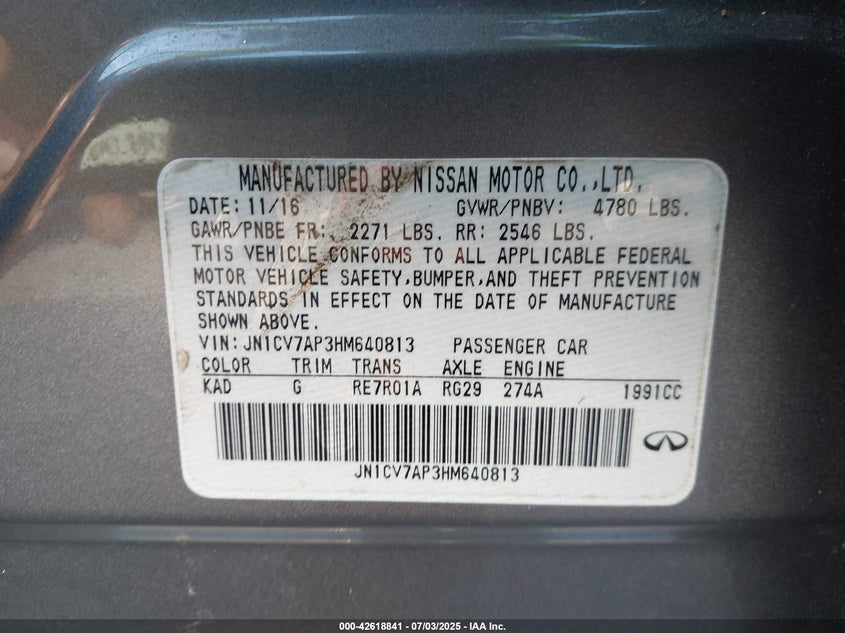 MANUFACTURED BY NISSAN MOTOR CO.,LTD.
DATE: 11/16 GVWR/PNBV: 4780 LBS.
GAWR/PNBE FR: 2271 LBS. RR: 2546 LBS.
THIS VEHICLE CONFORMS TO ALL APPLICABLE FEDERAL
MOTOR VEHICLE SAFETY,BUMPER,AND THEFT PREVENTION
STANDARDS IN EFFECT ON THE DATE OF MANUFACTURE
SHOWN ABOVE.
VIN:JN1CV7AP3HM640813 PASSENGER CAR
COLOR TRIM TRANS AXLE ENGINE
KAD G RE7R01A RG29 274A 1991CC
JN1CV7AP3HM640813
000-42618841 - 07/03/2025 - IAA Inc.